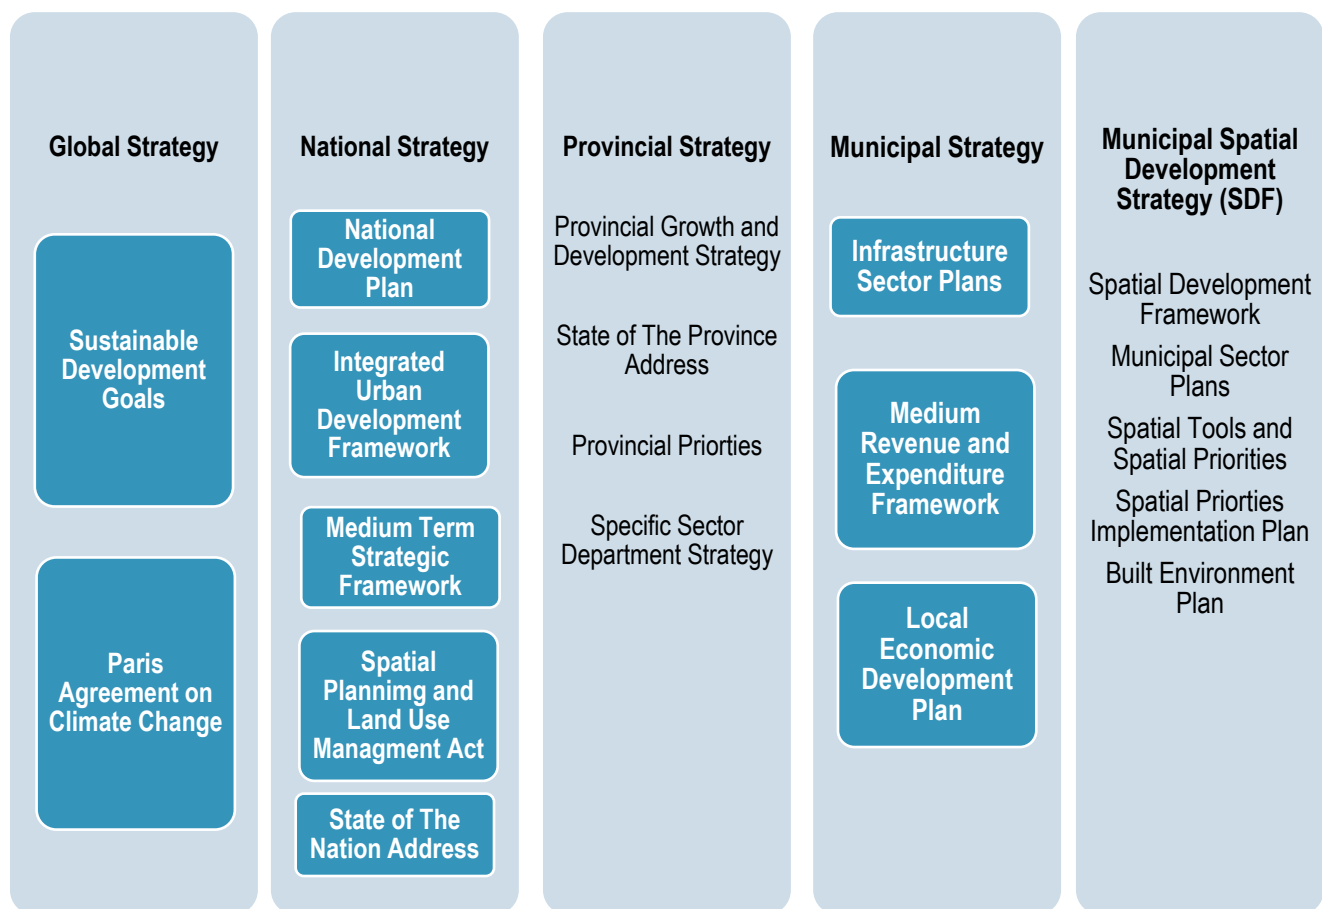 Global Strategy
Sustainable
Development
Goals
Paris
Agreement on
Climate Change
National Strategy
National
Development
Plan
Integrated
Urban
Development
Framework
Medium Term
Strategic
Framework
Spatial
Plannimg and
Land Use
Managment Act
State of The
Nation Address
Provincial Strategy
Provincial Growth and
Development Strategy
State of The Province
Address
Provincial Priorties
Specific Sector
Department Strategy
Municipal Strategy
Infrastructure
Sector Plans
Medium
Revenue and
Expenditure
Framework
Local
Economic
Development
Plan
Municipal Spatial
Development
Strategy (SDF)
Spatial Development
Framework
Municipal Sector
Plans
Spatial Tools and
Spatial Priorities
Spatial Priorties
Implementation Plan
Built Environment
Plan